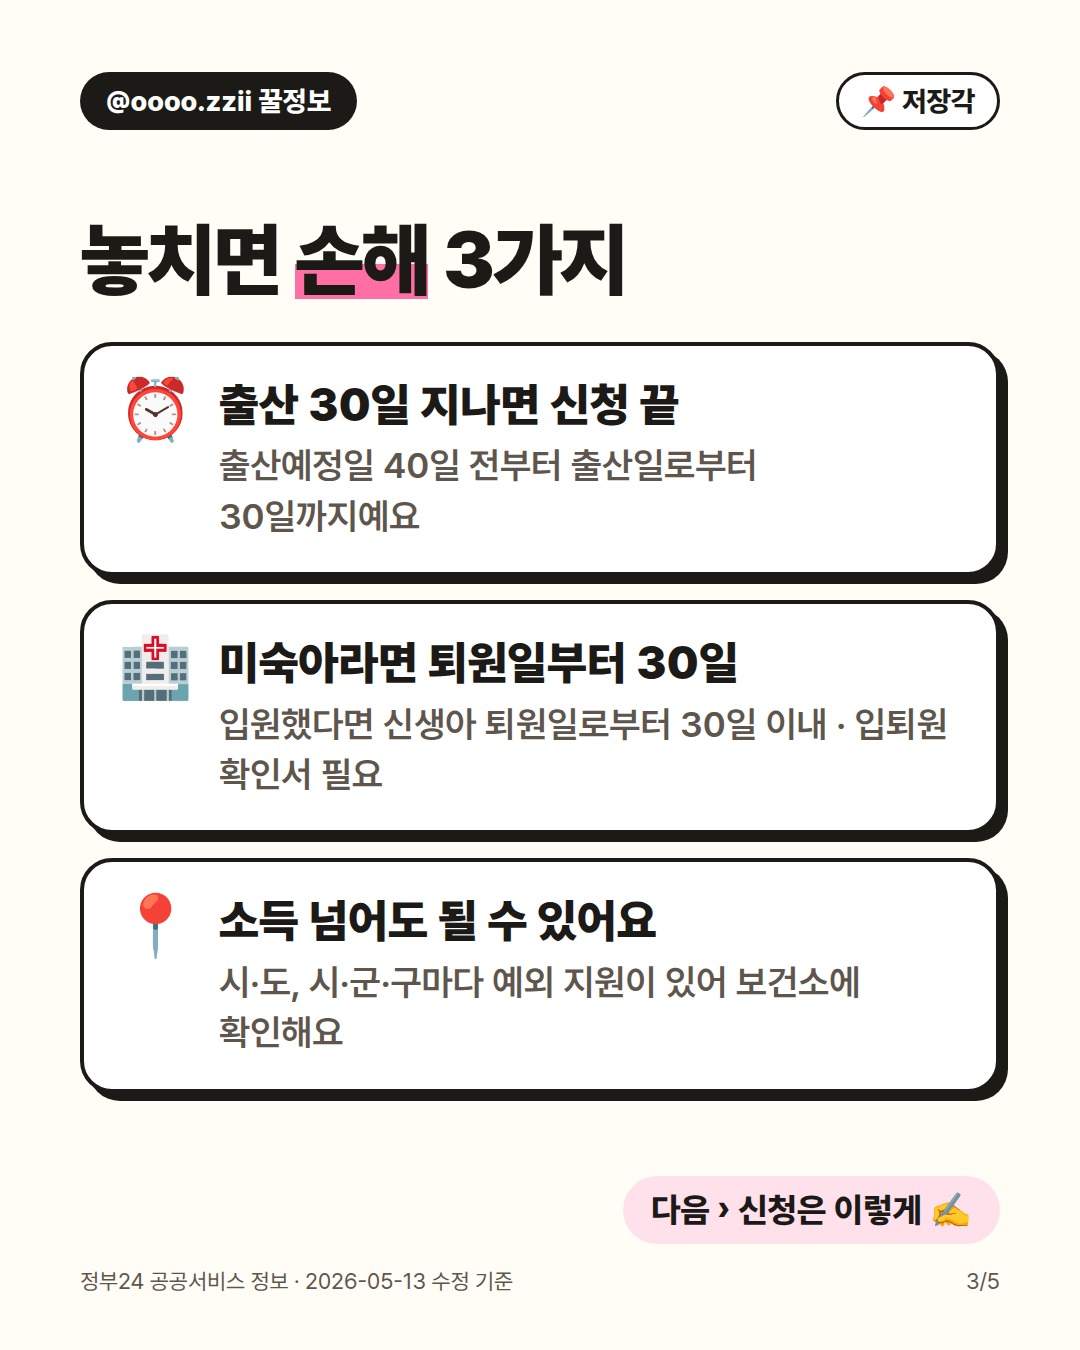 @oooo.zzii 꿀정보
📌 저장각
놓치면 손해 3가지
출산 30일 지나면 신청 끝
출산예정일 40일 전부터 출산일로부터
30일까지예요
미숙아라면 퇴원일부터 30일
입원했다면 신생아 퇴원일로부터 30일 이내 · 입퇴원
확인서 필요
소득 넘어도 될 수 있어요
시·도, 시·군·구마다 예외 지원이 있어 보건소에
확인해요
다음 › 신청은 이렇게 ✍️
정부24 공공서비스 정보 · 2026-05-13 수정 기준
3/5